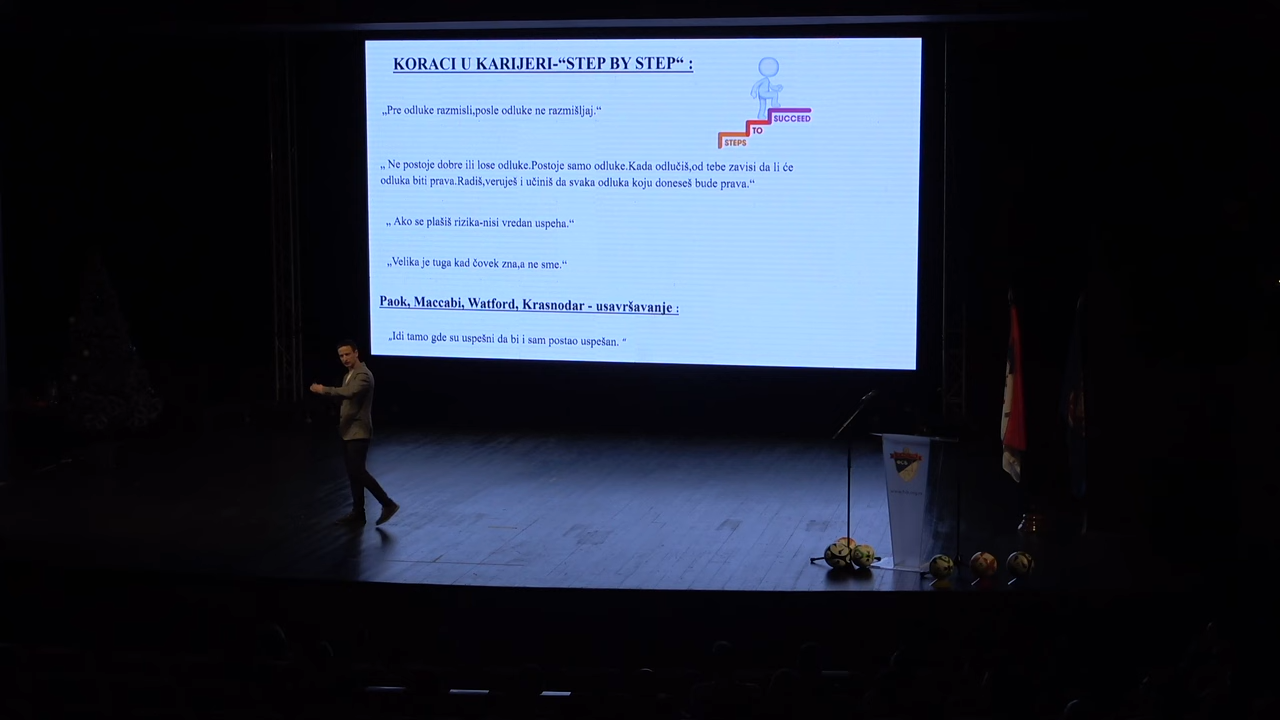 KORACI U KARIJERI-“STEP BY STEP“ :
„Pre odluke razmisli,posle odluke ne razmišljaj.“
STEPS
TO
SUCCEED
„ Ne postoje dobre ili lose odluke.Postoje samo odluke.Kada odlučiš,od tebe zavisi da li će
odluka biti prava.Radiš,veruješ i učiniš da svaka odluka koju doneseš bude prava.“
„ Ako se plašiš rizika-nisi vredan uspeha.“
„Velika je tuga kad čovek zna,a ne sme.“
Paok, Maccabi, Watford, Krasnodar - usavršavanje :
„Idi tamo gde su uspešni da bi i sam postao uspešan. “